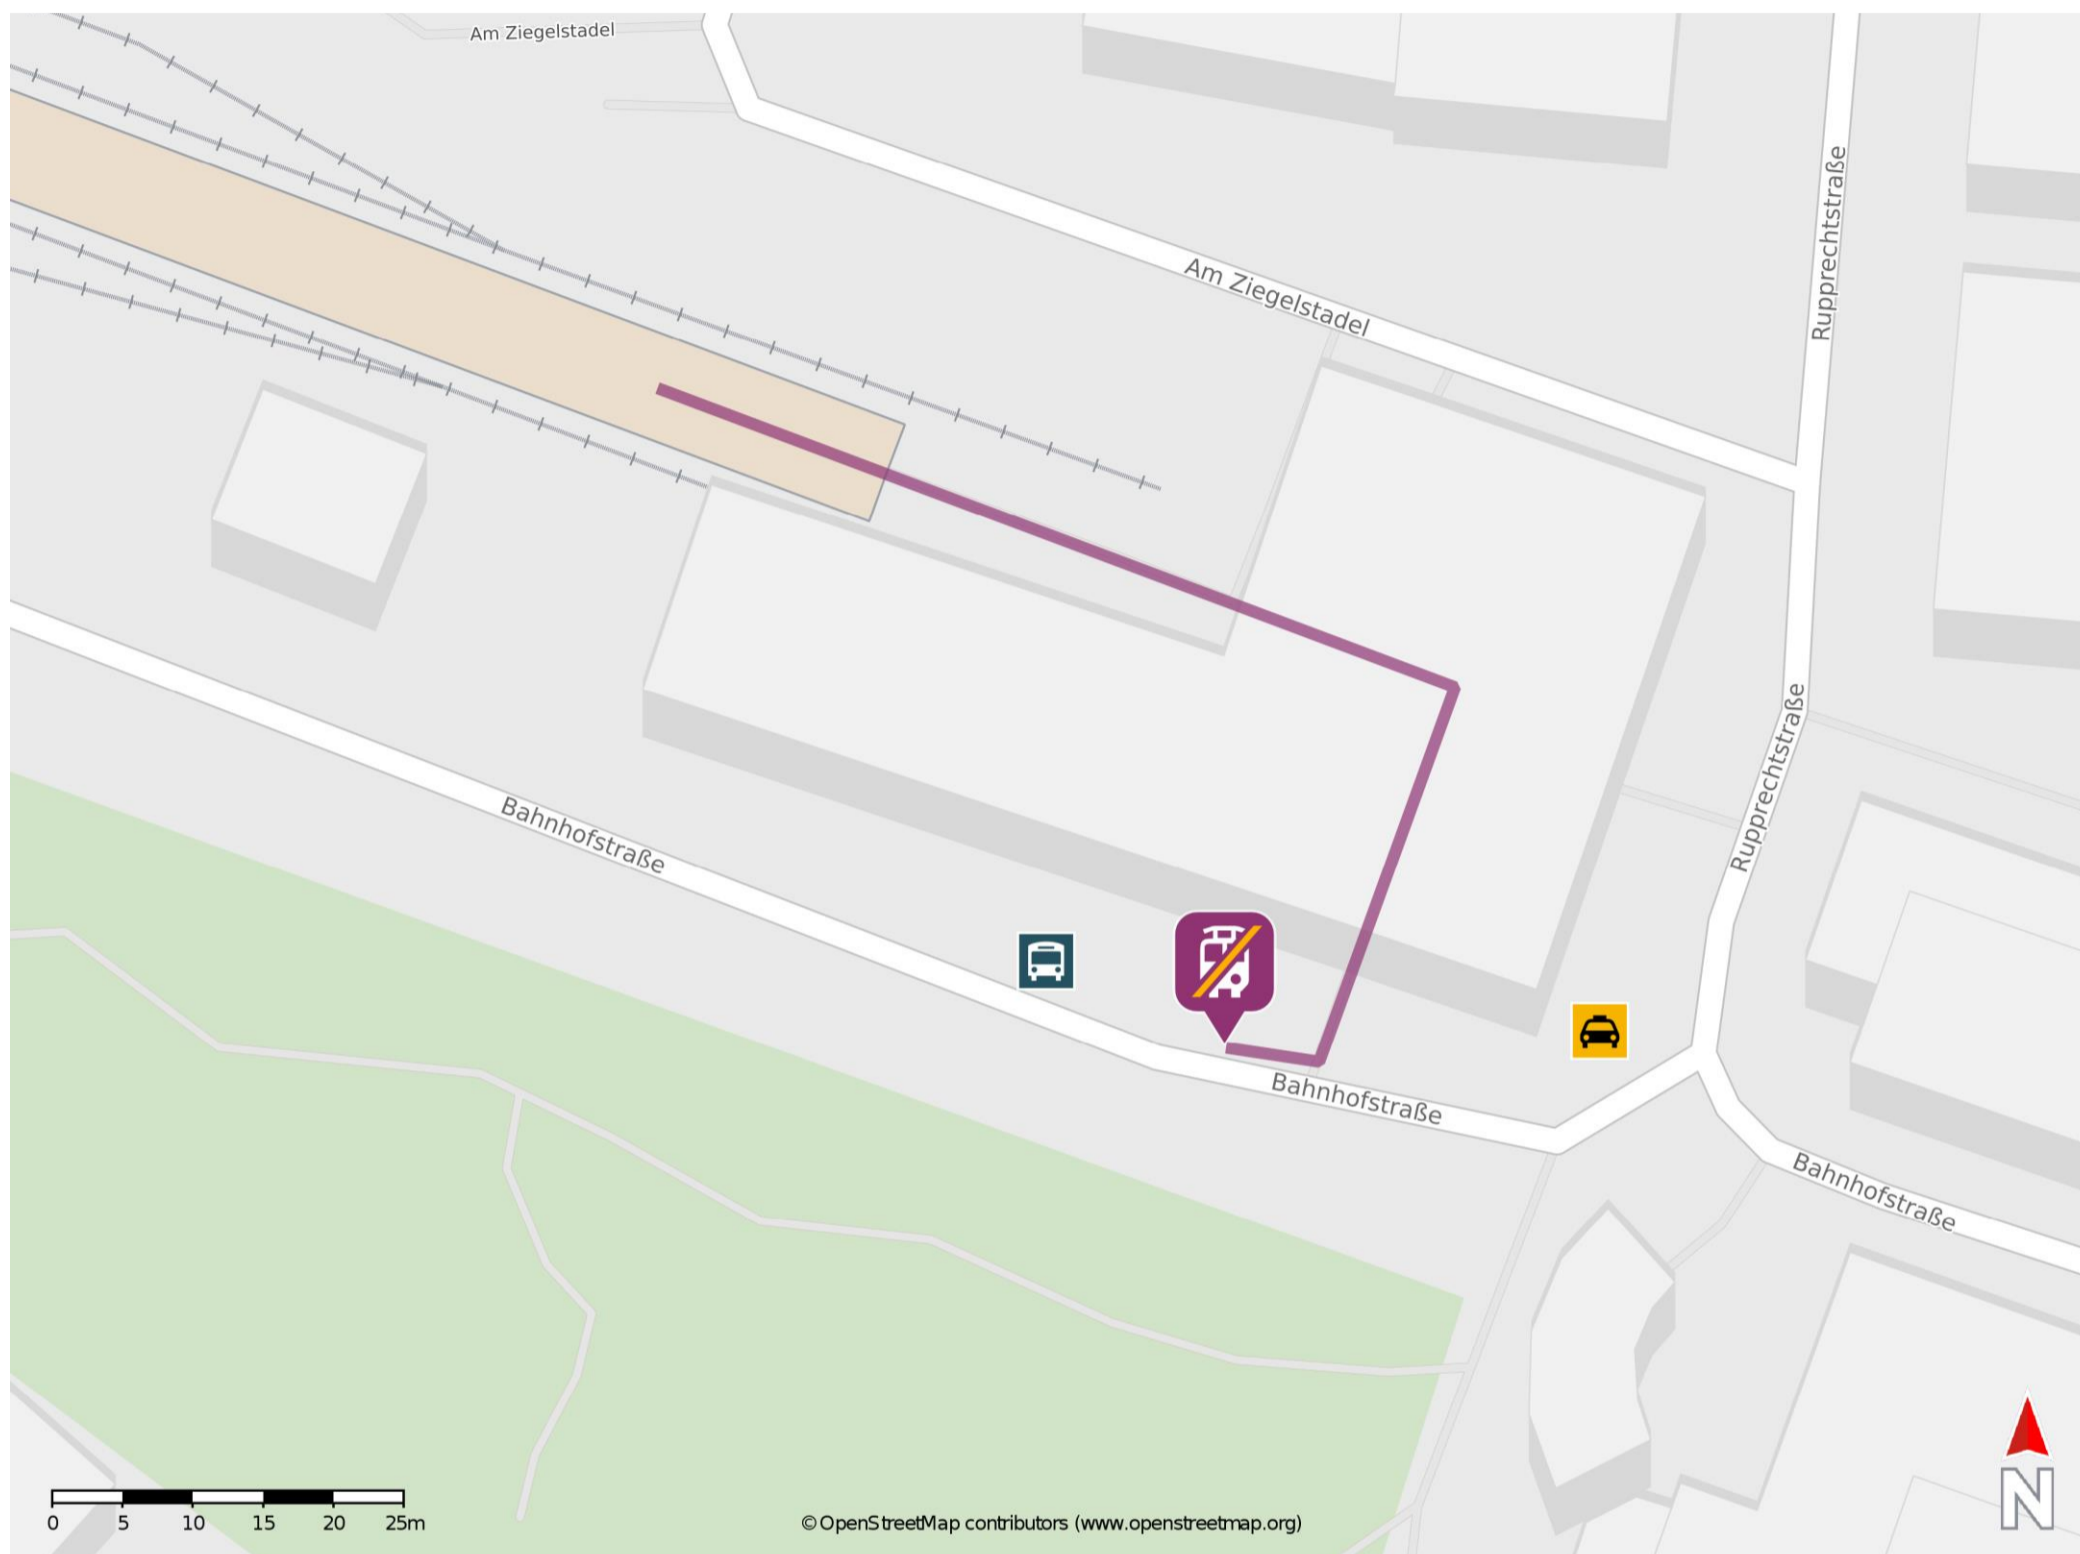 Am Ziegelstadel
Rupprechtstraße
Am Ziegelstadel
Rupprechtstraße
Bahnhofstraße
Bahnhofstraße
Bahnhofstraße
N
0 5 10 15 20 25m
© OpenStreetMap contributors (www.openstreetmap.org)